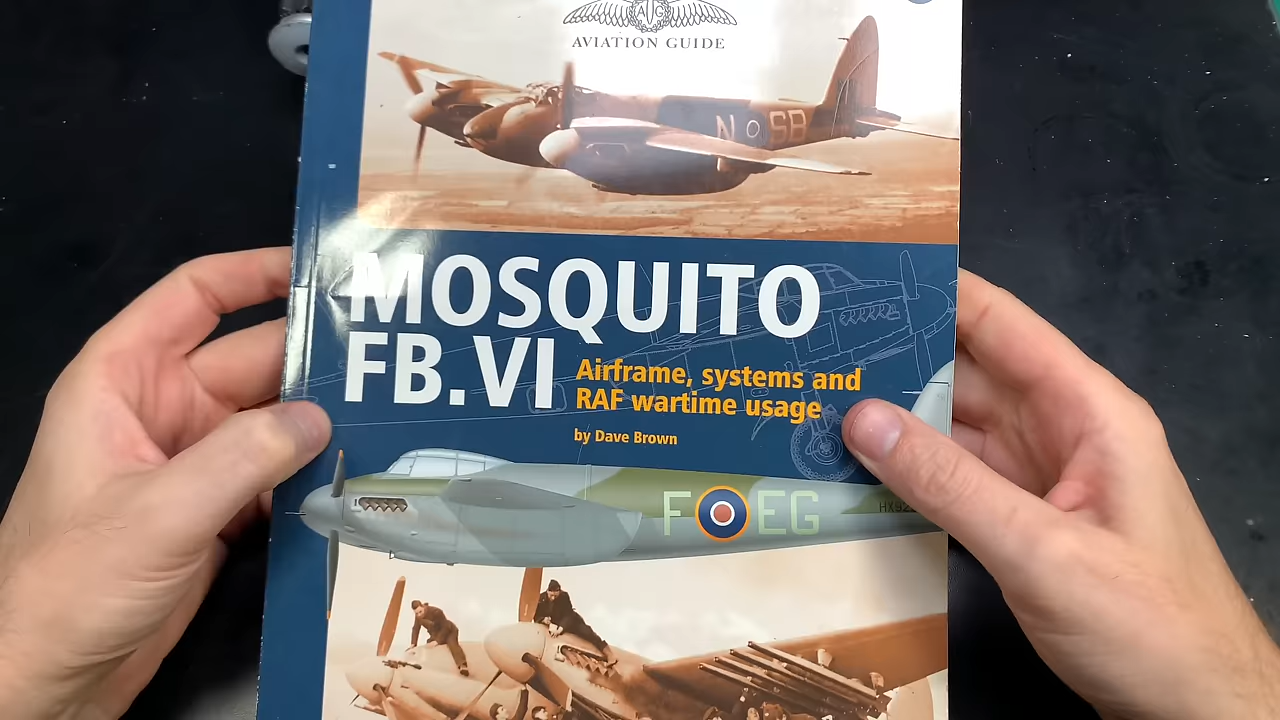 AVIATION GUIDE
N SB
MOSQUITO
FB.VI
Airframe, systems and
RAF wartime usage
by Dave Brown
F EG